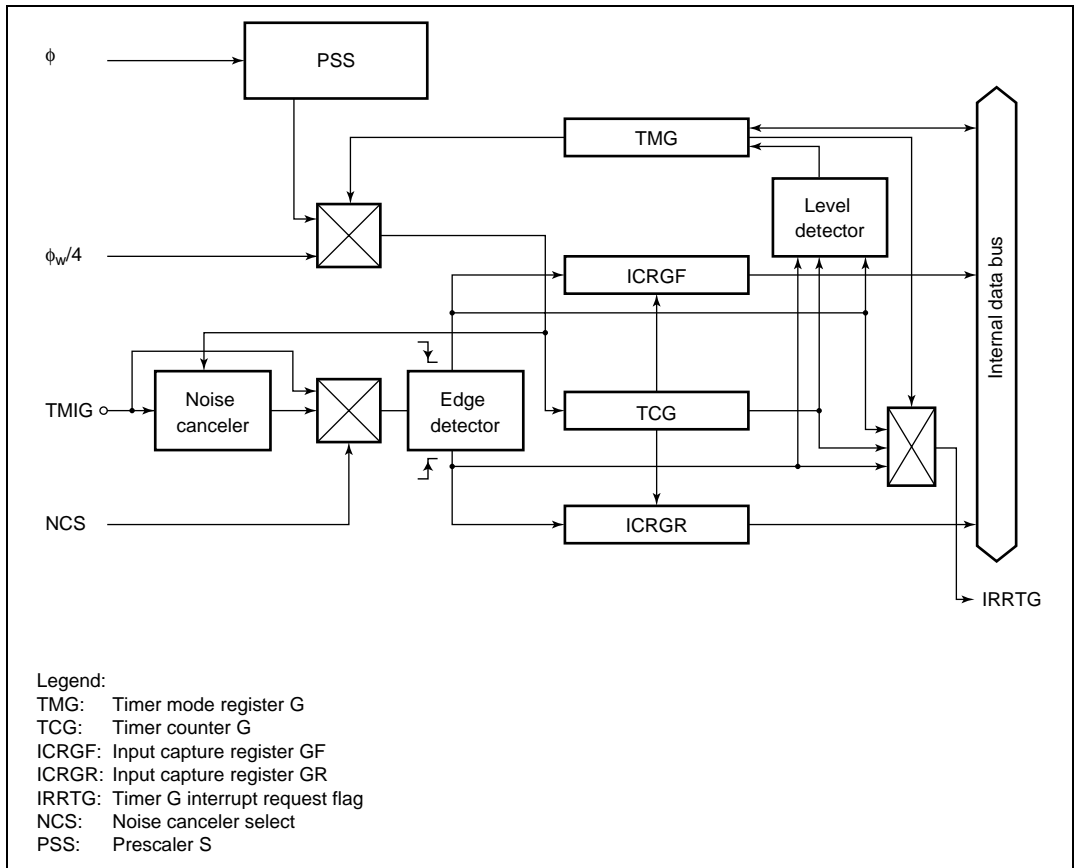 ϕ
PSS
TMG
Level
detector
ϕw/4
ICRGF
Internal data bus
TMIG
Noise
canceler
Edge
detector
TCG
NCS
ICRGR
IRRTG
Legend:
TMG: Timer mode register G
TCG: Timer counter G
ICRGF: Input capture register GF
ICRGR: Input capture register GR
IRRTG: Timer G interrupt request flag
NCS: Noise canceler select
PSS: Prescaler S